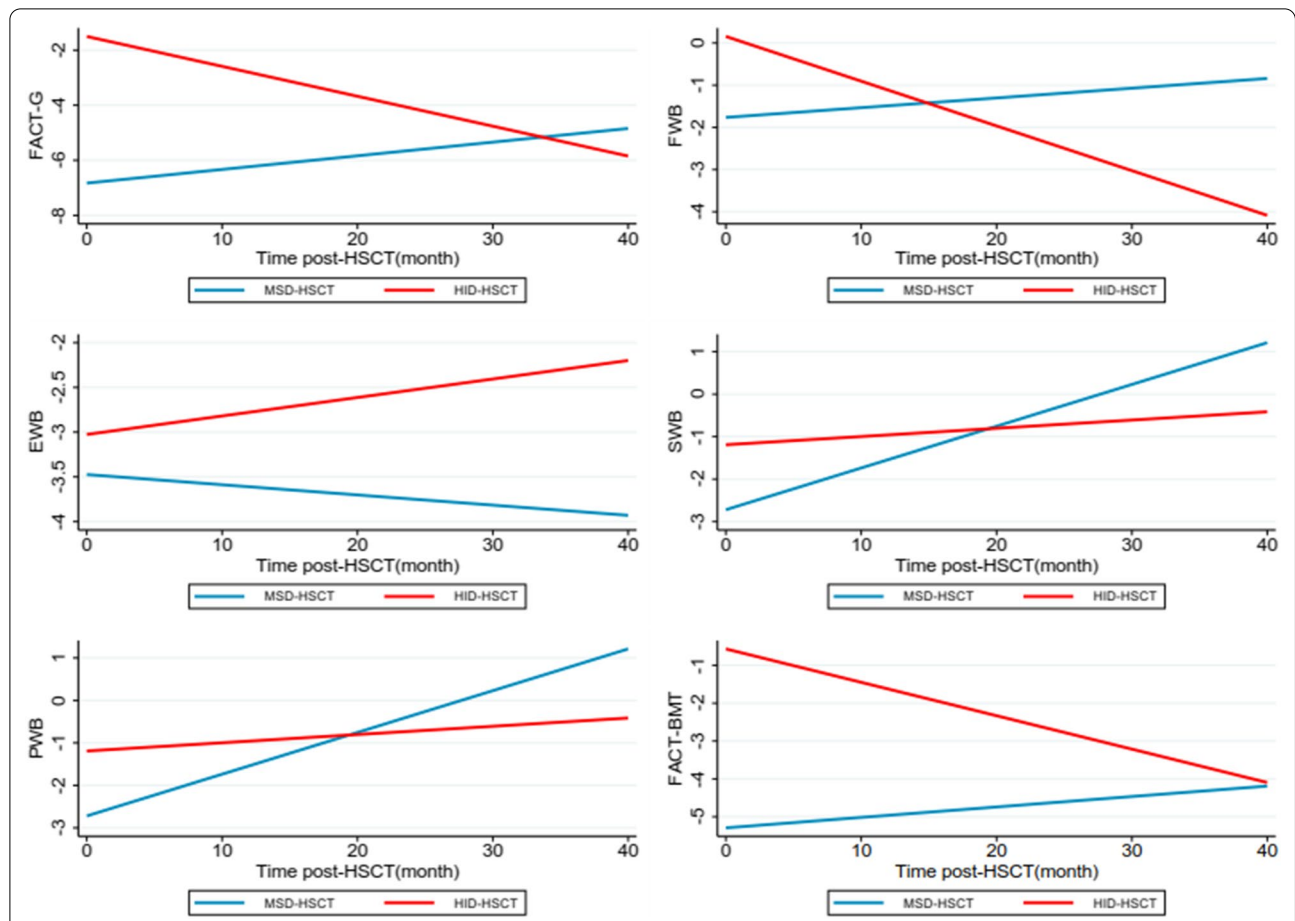 FACT-G
-2
-4
-6
-8
0 10 20 30 40
Time post-HSCT(month)
MSD-HSCT HID-HSCT
FWB
0
-1
-2
-3
-4
0 10 20 30 40
Time post-HSCT(month)
MSD-HSCT HID-HSCT
EWB
-2
-2.5
-3
-3.5
-4
0 10 20 30 40
Time post-HSCT(month)
MSD-HSCT HID-HSCT
SWB
1
0
-1
-2
-3
0 10 20 30 40
Time post-HSCT(month)
MSD-HSCT HID-HSCT
PWB
1
0
-1
-2
-3
0 10 20 30 40
Time post-HSCT(month)
MSD-HSCT HID-HSCT
FACT-BMT
-1
-2
-3
-4
-5
0 10 20 30 40
Time post-HSCT(month)
MSD-HSCT HID-HSCT